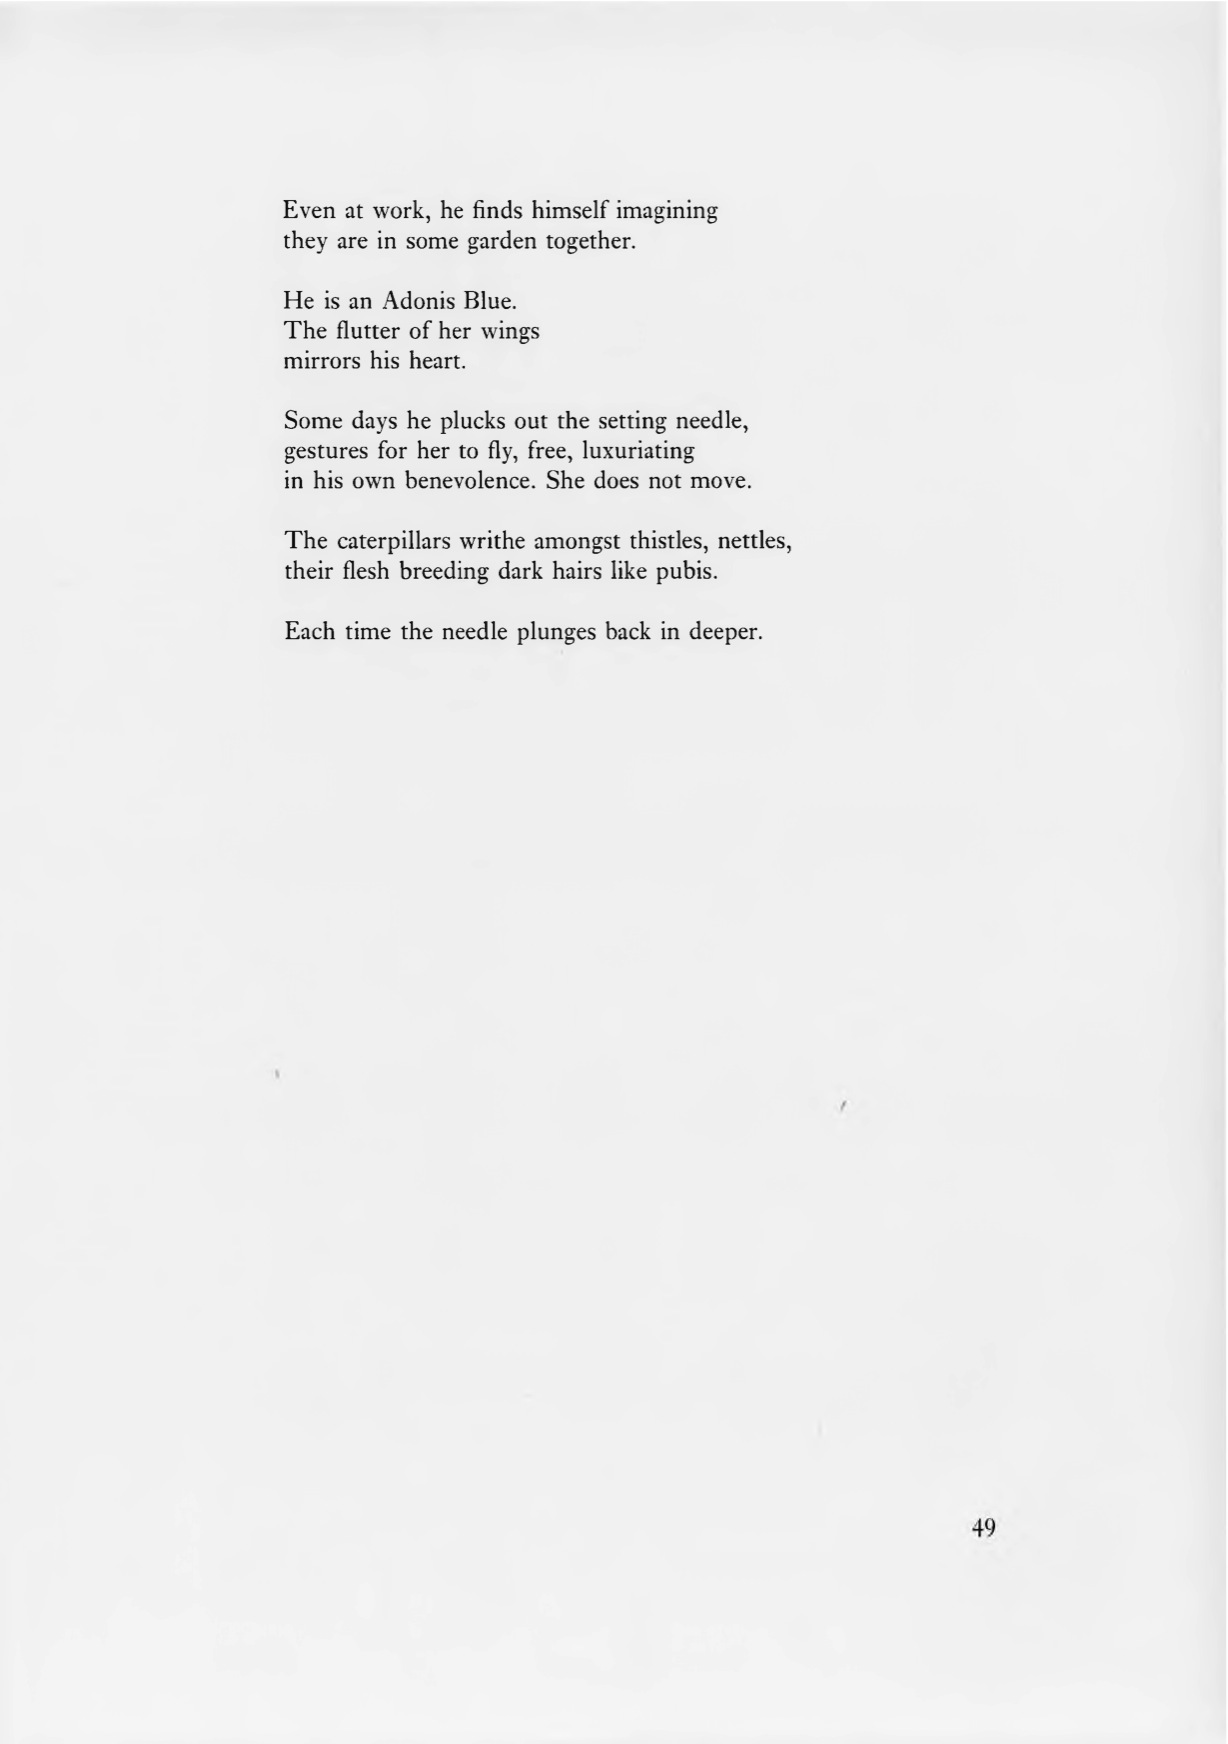 Even at work, he finds himself imagining
they are in some garden together.

He is an Adonis Blue.
The flutter of her wings
mirrors his heart.

Some days he plucks out the setting needle,
gestures for her to fly, free, luxuriating
in his own benevolence. She does not move.

The caterpillars writhe amongst thistles, nettles,
their flesh breeding dark hairs like pubis.

Each time the needle plunges back in deeper.

49